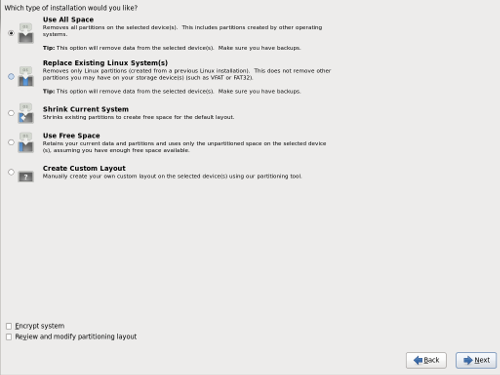 Which type of installation would you like?
Use All Space
Removes all partitions on the selected device(s). This includes partitions created by other operating
systems.
Tip: This option will remove data from the selected device(s). Make sure you have backups.
Replace Existing Linux System(s)
Removes only Linux partitions (created from a previous Linux installation). This does not remove other
partitions you may have on your storage device(s) (such as VFAT or FAT32).
Tip: This option will remove data from the selected device(s). Make sure you have backups.
Shrink Current System
Shrinks existing partitions to create free space for the default layout.
Use Free Space
Retains your current data and partitions and uses only the unpartitioned space on the selected device
(s), assuming you have enough free space available.
Create Custom Layout
?
Manually create your own custom layout on the selected device(s) using our partitioning tool.
Encrypt system
Review and modify partitioning layout
Back
Next